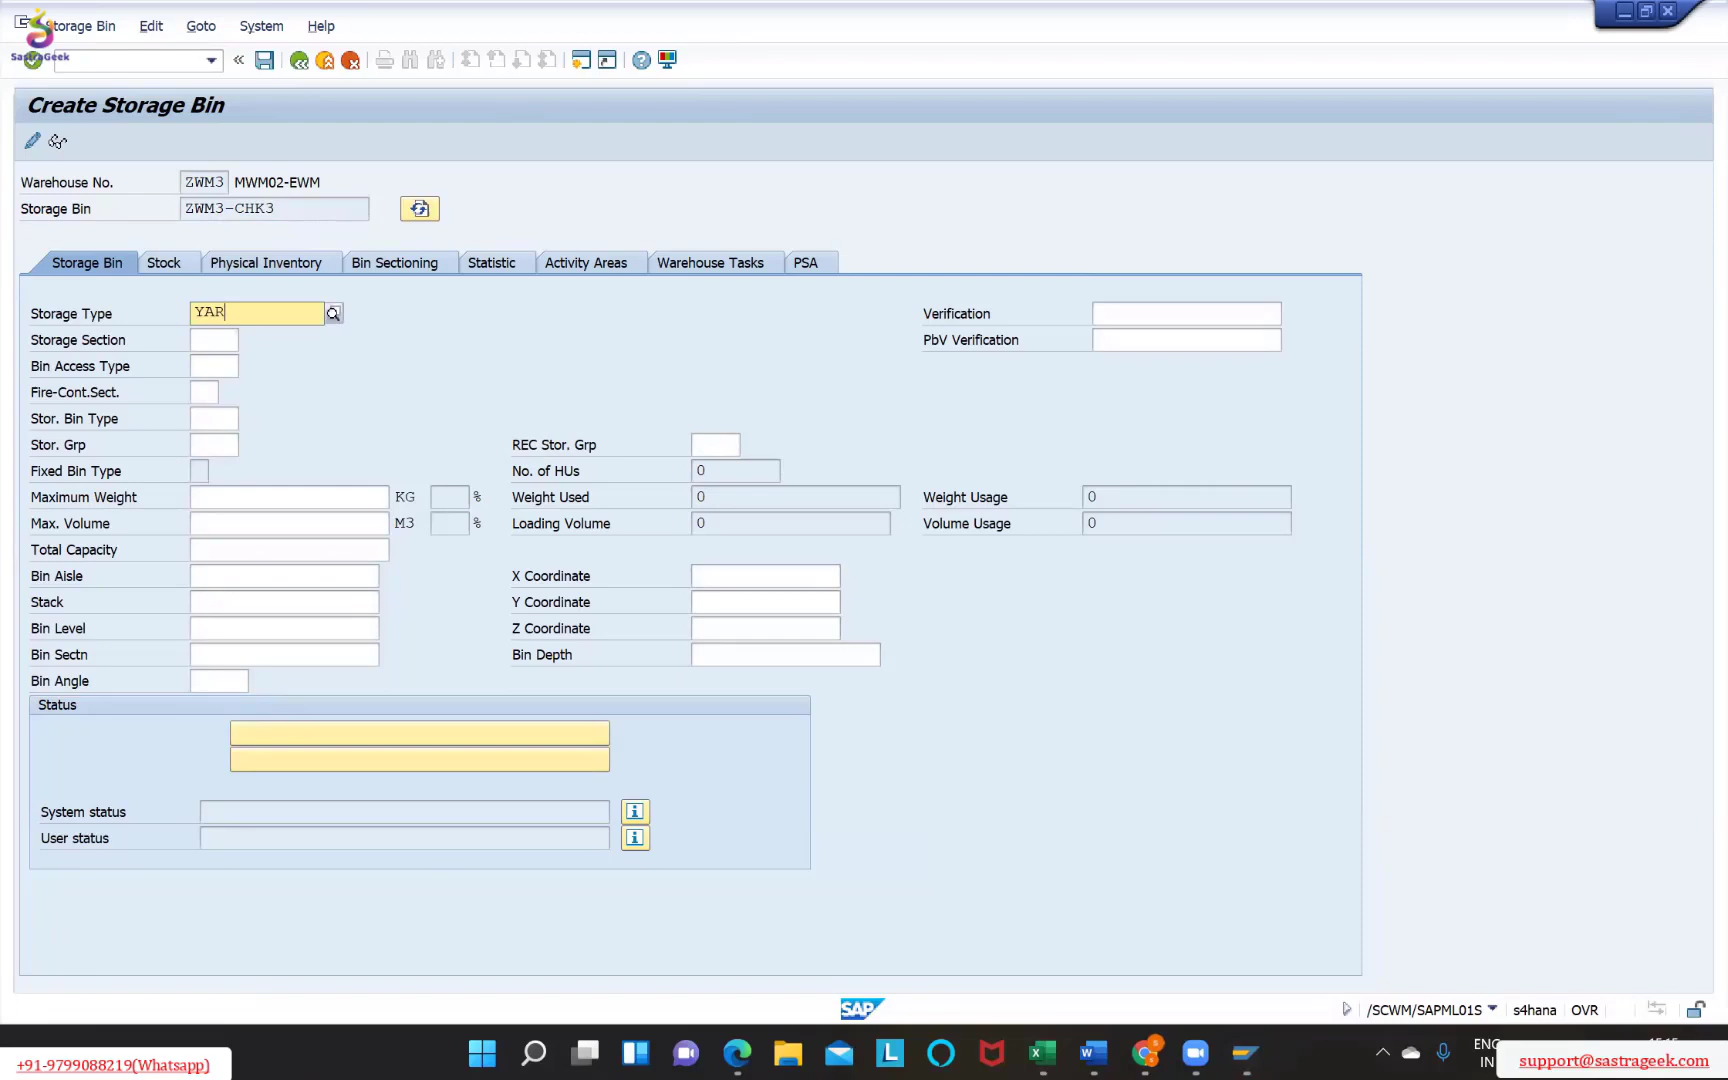 Storage Bin Edit Goto System Help
SastraGeek
Create Storage Bin
Warehouse No. ZWM3 MWM02-EWM
Storage Bin ZWM3-CHK3
Storage Bin Stock Physical Inventory Bin Sectioning Statistic Activity Areas Warehouse Tasks PSA
Storage Type YAR Verification
Storage Section PbV Verification
Bin Access Type
Fire-Cont.Sect.
Stor. Bin Type
Stor. Grp REC Stor. Grp
Fixed Bin Type No. of HUs 0
Maximum Weight KG % Weight Used 0 Weight Usage 0
Max. Volume M3 % Loading Volume 0 Volume Usage 0
Total Capacity
Bin Aisle X Coordinate
Stack Y Coordinate
Bin Level Z Coordinate
Bin Sectn Bin Depth
Bin Angle
Status
System status
User status
SAP /SCWM/SAPML01S s4hana OVR
ENG
IN
+91-9799088219(Whatsapp) support@sastrageek.com